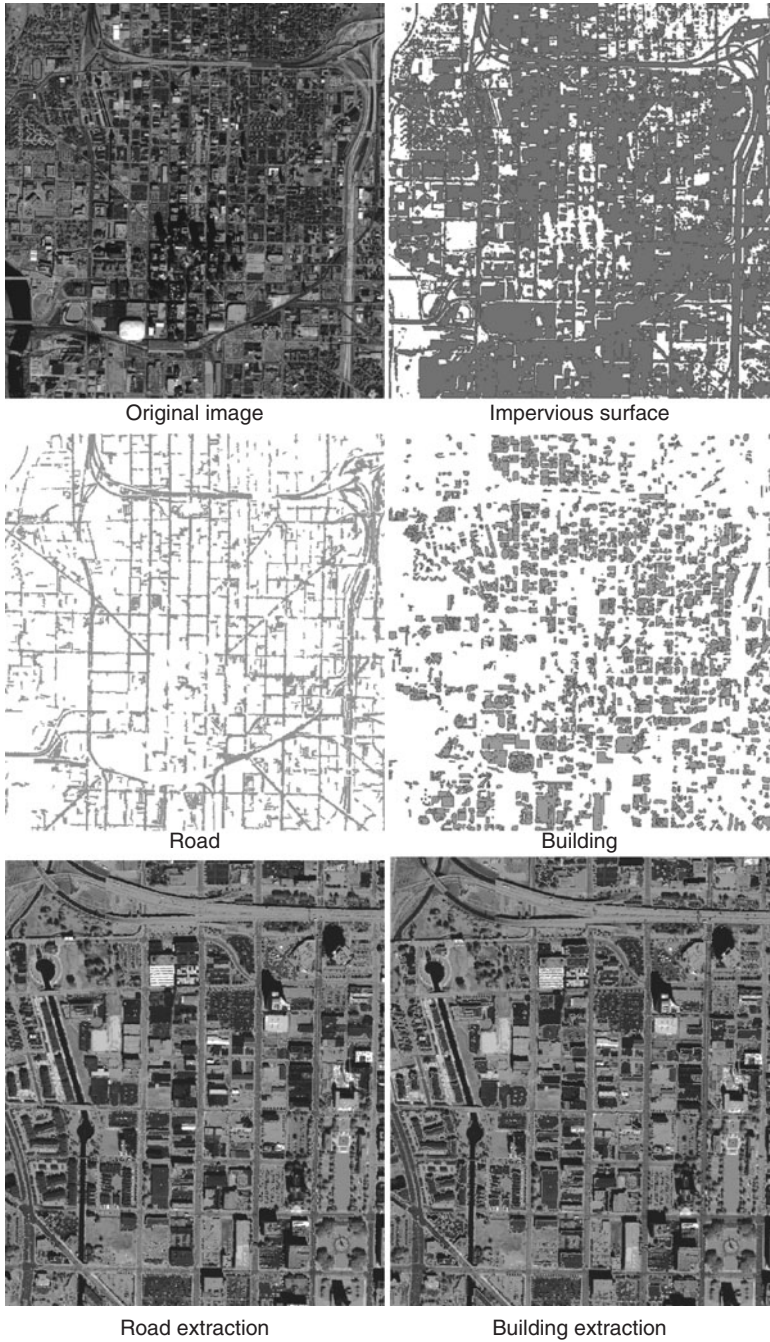 Original image
Impervious surface
Road
Building
Road extraction
Building extraction